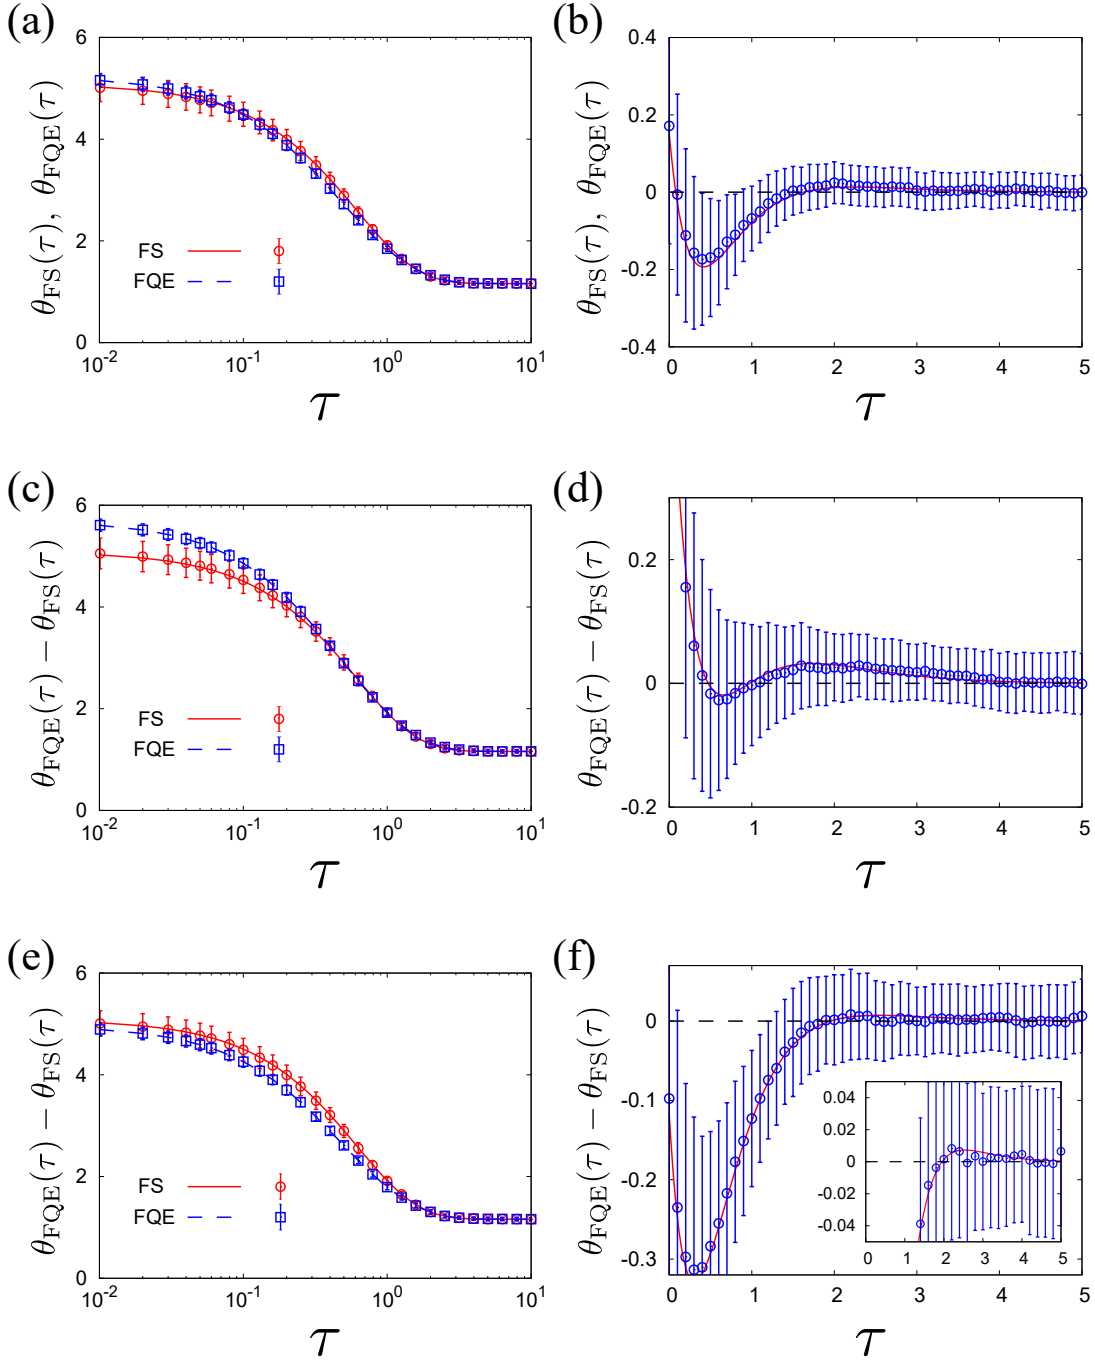 (a)
6
4
2
0
θ_FS(τ), θ_FQE(τ)
FS
FQE
10^-2 10^-1 10^0 10^1
τ
(b)
0.4
0.2
0
-0.2
-0.4
θ_FS(τ), θ_FQE(τ)
0 1 2 3 4 5
τ
(c)
6
4
2
0
θ_FQE(τ) − θ_FS(τ)
FS
FQE
10^-2 10^-1 10^0 10^1
τ
(d)
0.2
0
-0.2
θ_FQE(τ) − θ_FS(τ)
0 1 2 3 4 5
τ
(e)
6
4
2
0
θ_FQE(τ) − θ_FS(τ)
FS
FQE
10^-2 10^-1 10^0 10^1
τ
(f)
0
-0.1
-0.2
-0.3
θ_FQE(τ) − θ_FS(τ)
0.04
0.02
0
-0.02
-0.04
0 1 2 3 4 5
0 1 2 3 4 5
τ